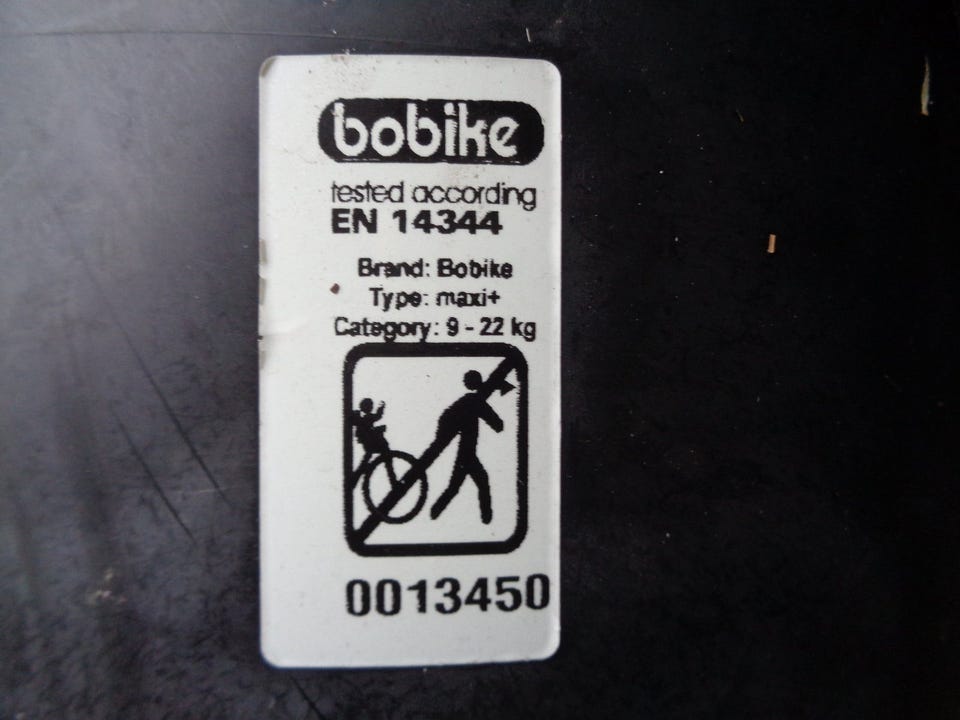 bobike
tested according
EN 14344
Brand: Bobike
Type: maxi+
Category: 9 - 22 kg
0013450